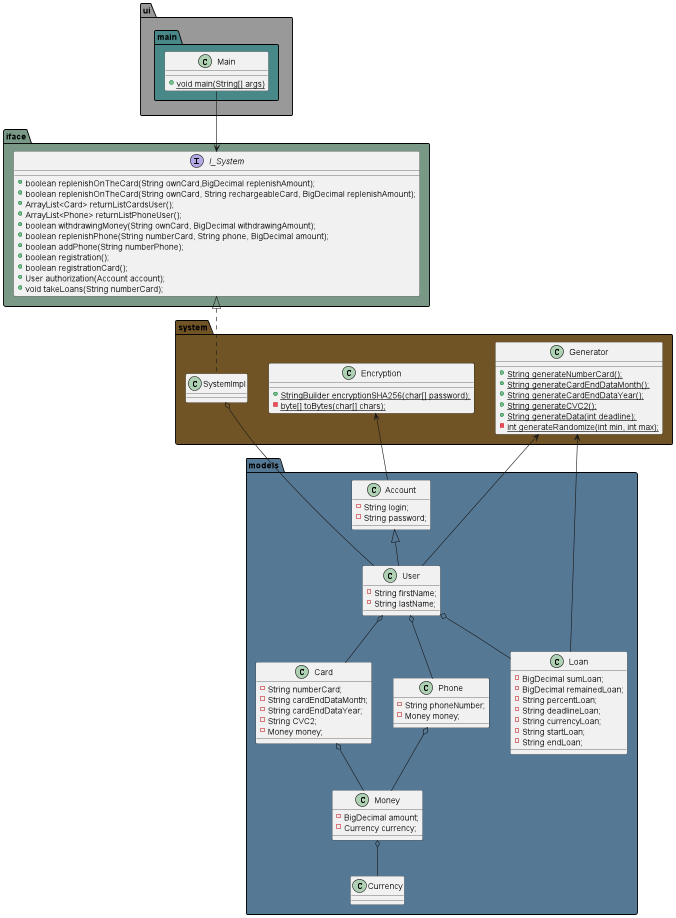 ui
main
C Main
void main(String[] args)
iface
I I_System
boolean replenishOnTheCard(String ownCard,BigDecimal replenishAmount);
boolean replenishOnTheCard(String ownCard, String rechargeableCard, BigDecimal replenishAmount);
ArrayList<Card> returnListCardsUser();
ArrayList<Phone> returnListPhoneUser();
boolean withdrawingMoney(String ownCard, BigDecimal withdrawingAmount);
boolean replenishPhone(String numberCard, String phone, BigDecimal amount);
boolean addPhone(String numberPhone);
boolean registration();
boolean registrationCard();
User authorization(Account account);
void takeLoans(String numberCard);
system
C SystemImpl
C Encryption
StringBuilder encryptionSHA256(char[] password);
byte[] toBytes(char[] chars);
C Generator
String generateNumberCard();
String generateCardEndDataMonth();
String generateCardEndDataYear();
String generateCVC2();
String generateData(int deadline);
int generateRandomize(int min, int max);
models
C Account
String login;
String password;
C User
String firstName;
String lastName;
C Card
String numberCard;
String cardEndDataMonth;
String cardEndDataYear;
String CVC2;
Money money;
C Phone
String phoneNumber;
Money money;
C Loan
BigDecimal sumLoan;
BigDecimal remainedLoan;
String percentLoan;
String deadlineLoan;
String currencyLoan;
String startLoan;
String endLoan;
C Money
BigDecimal amount;
Currency currency;
C Currency